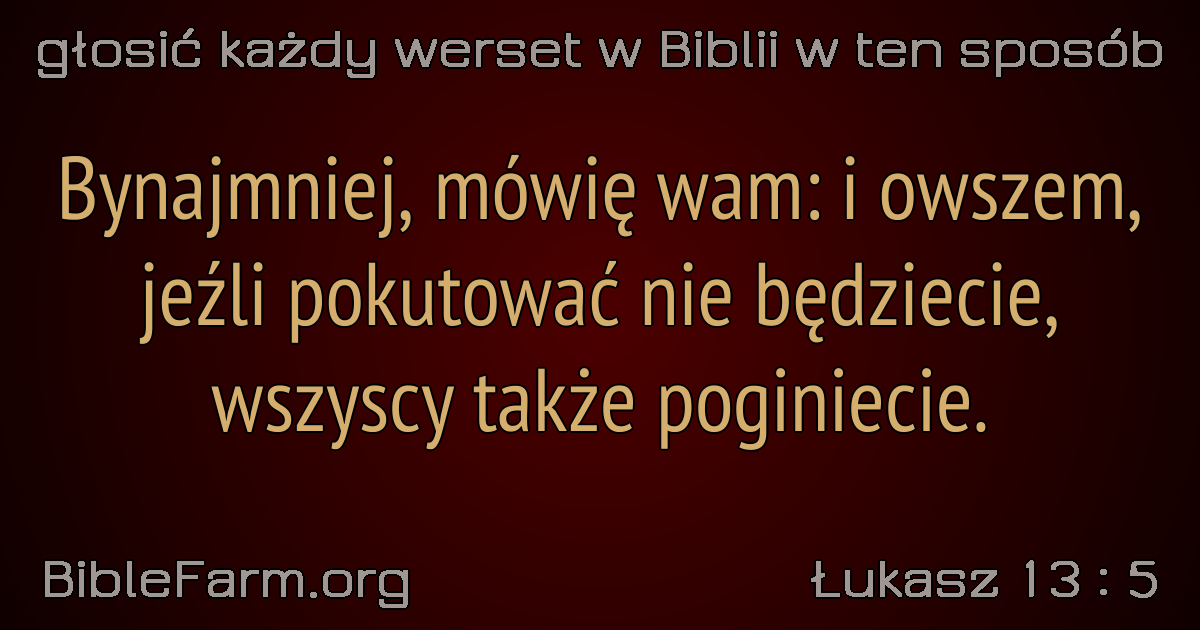 głosić każdy werset w Biblii w ten sposób
Bynajmniej, mówię wam: i owszem,
jeźli pokutować nie będziecie,
wszyscy także poginiecie.
BibleFarm.org
Łukasz 13 : 5